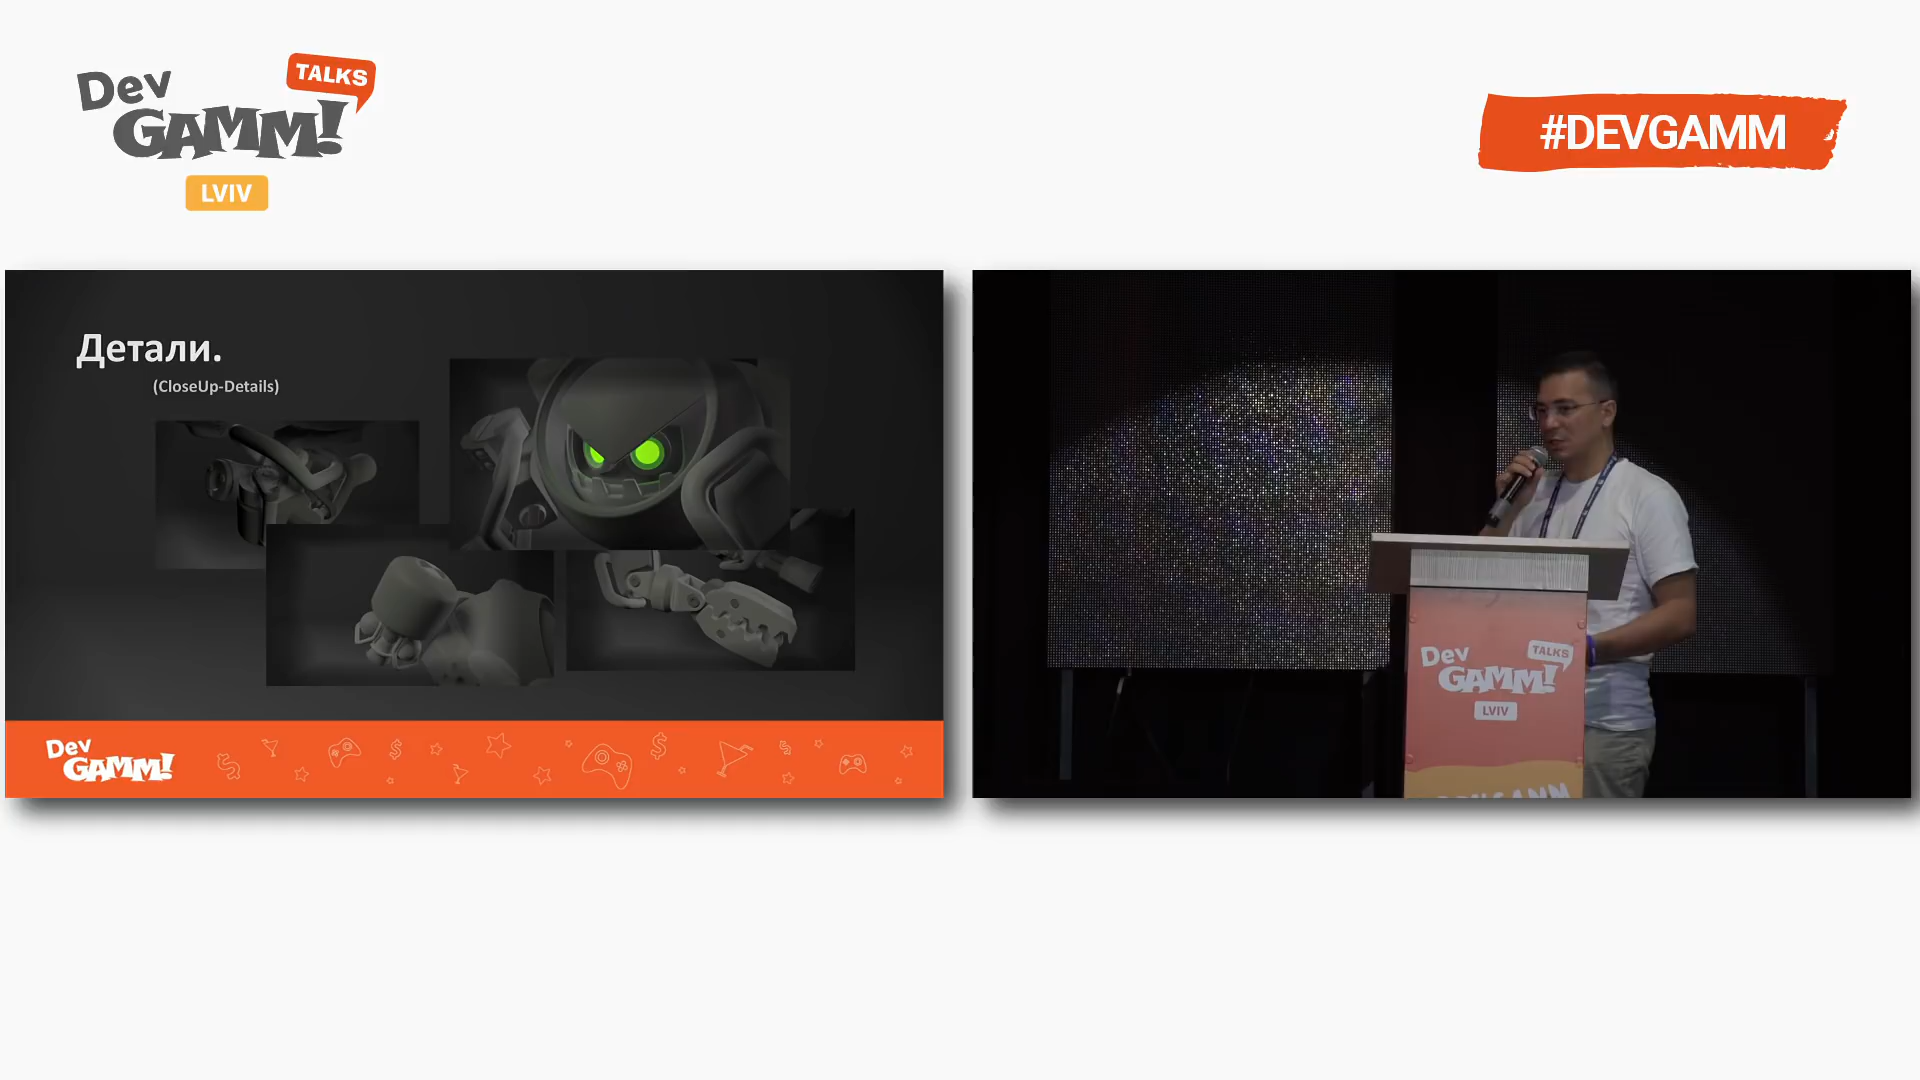 Dev
TALKS
GAMM!
LVIV
#DEVGAMM
Детали.
(CloseUp-Details)
Dev
GAMM!
Dev
TALKS
GAMM!
LVIV